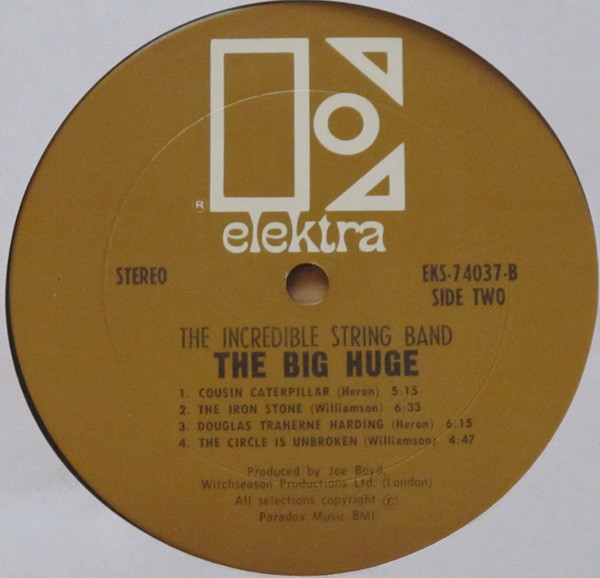 ®
elektra
STEREO
EKS-74037-B
SIDE TWO
THE INCREDIBLE STRING BAND
THE BIG HUGE
1. COUSIN CATERPILLAR (Heron) 5:15
2. THE IRON STONE (Williamson) 6:33
3. DOUGLAS TRAHERNE HARDING (Heron) 6:15
4. THE CIRCLE IS UNBROKEN (Williamson) 4:47
Produced by Joe Boyd,
Witchseason Productions Ltd. (London)
All selections copyright ©
Paradox Music BMI